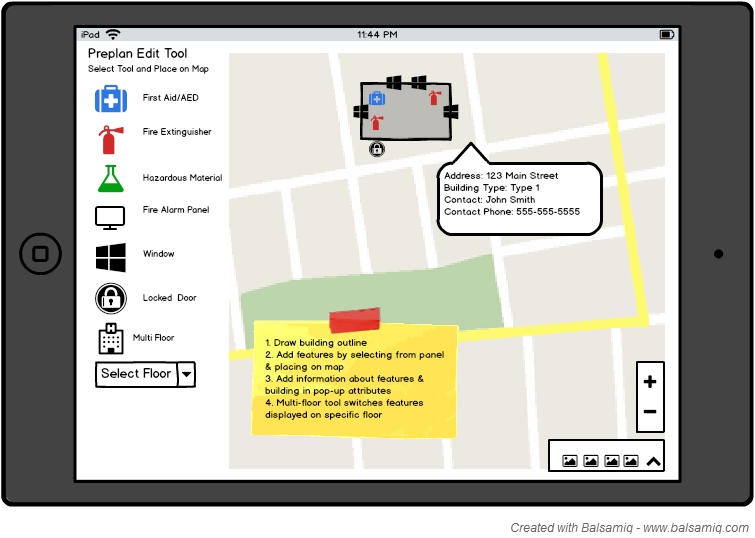 iPad
11:44 PM
Preplan Edit Tool
Select Tool and Place on Map
First Aid/AED
Fire Extinguisher
Hazardous Material
Fire Alarm Panel
Window
Locked Door
Multi Floor
Select Floor
Address: 123 Main Street
Building Type: Type 1
Contact: John Smith
Contact Phone: 555-555-5555
1. Draw building outline
2. Add features by selecting from panel
& placing on map
3. Add information about features &
building in pop-up attributes
4. Multi-floor tool switches features
displayed on specific floor
Created with Balsamiq - www.balsamiq.com